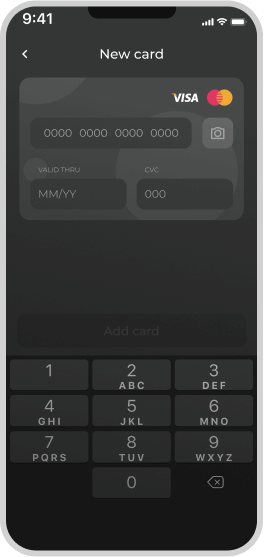 9:41
New card
VISA
0000 0000 0000 0000
VALID THRU CVC
MM/YY 000
Add card
1 2 3
ABC DEF
4 5 6
GHI JKL MNO
7 8 9
PQRS TUV WXYZ
0